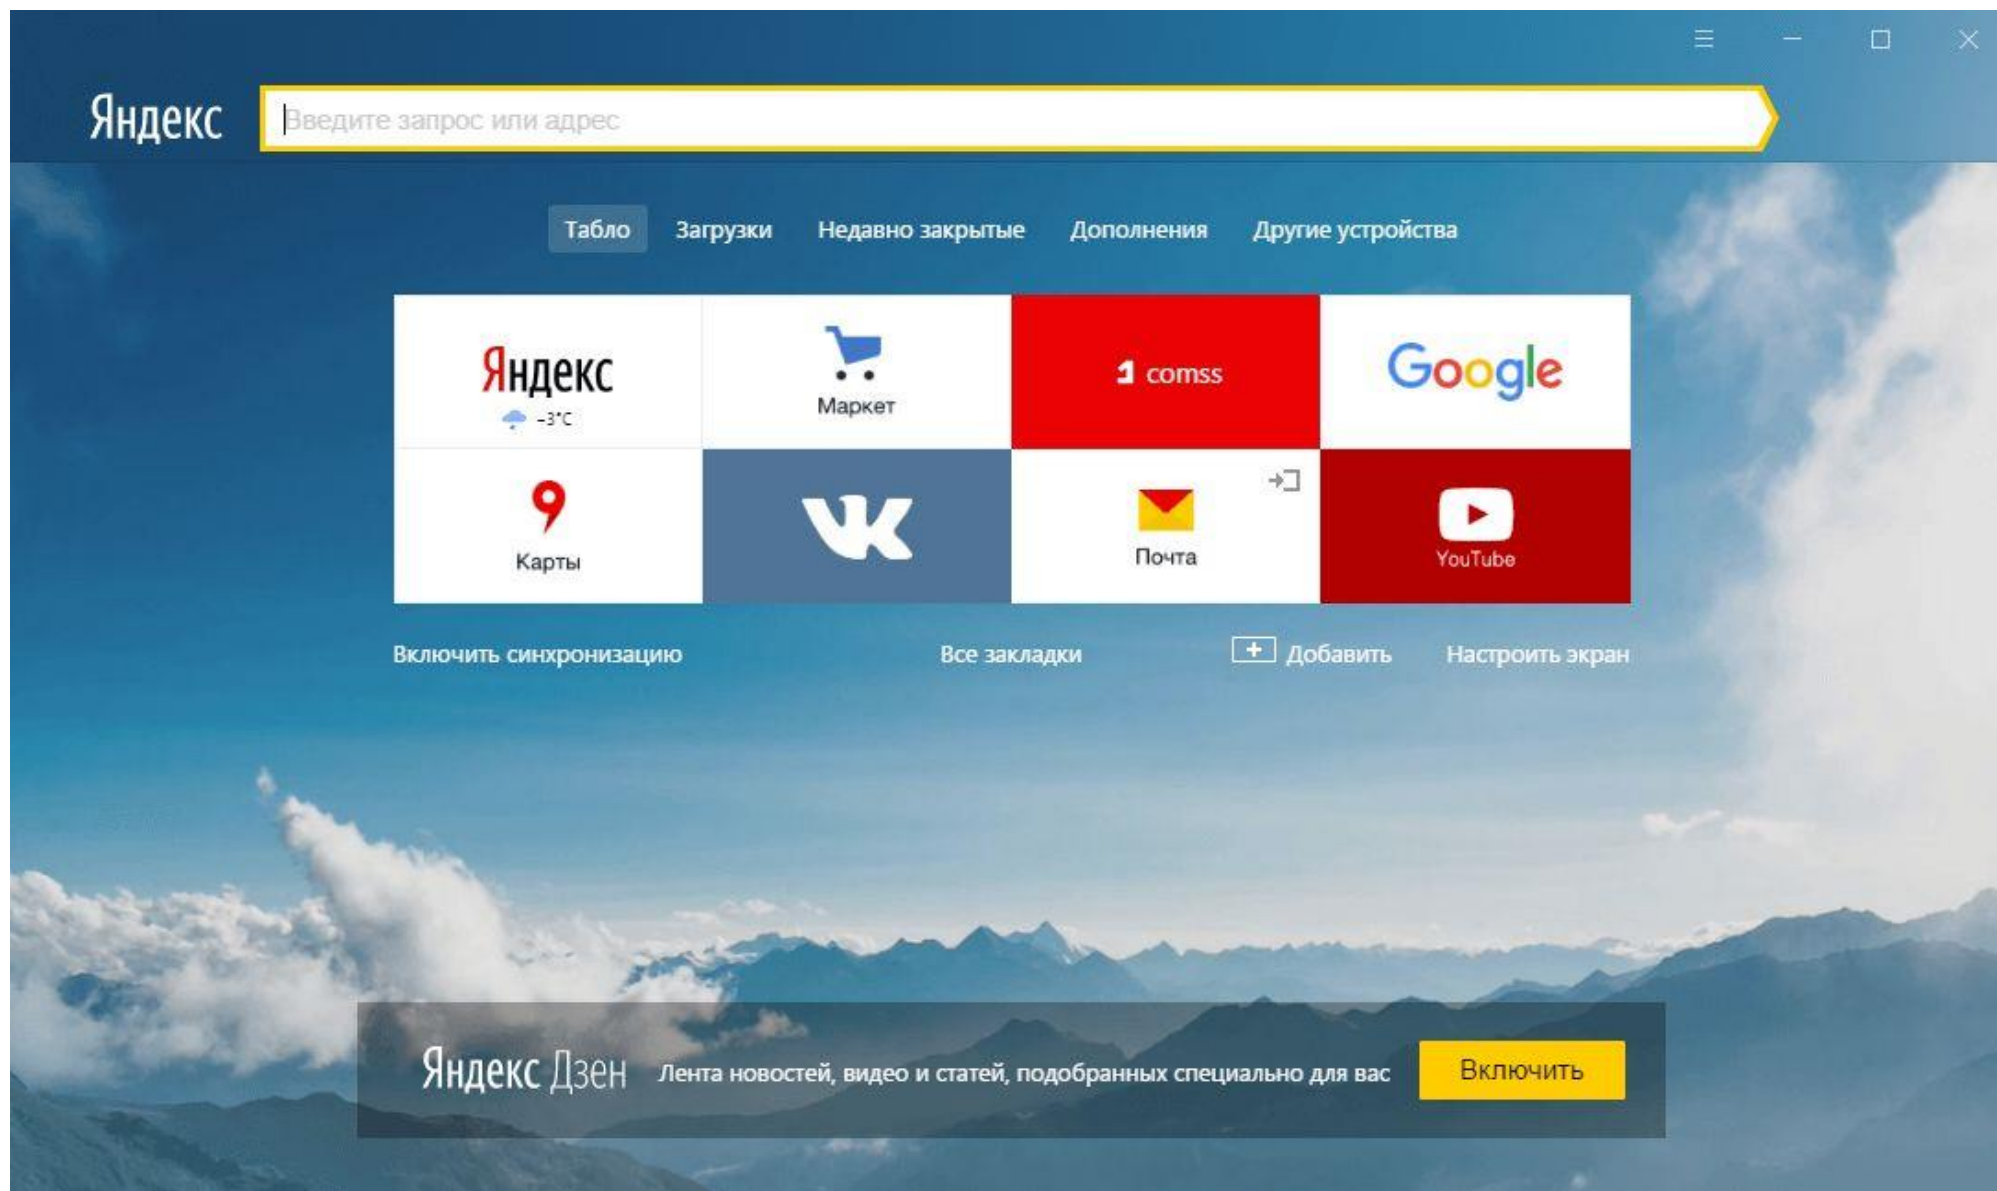 Яндекс
Введите запрос или адрес
Табло Загрузки Недавно закрытые Дополнения Другие устройства
Яндекс
-3°C
Маркет
comss
Google
Карты
VK
Почта
YouTube
Включить синхронизацию Все закладки Добавить Настроить экран
Яндекс Дзен Лента новостей, видео и статей, подобранных специально для вас Включить